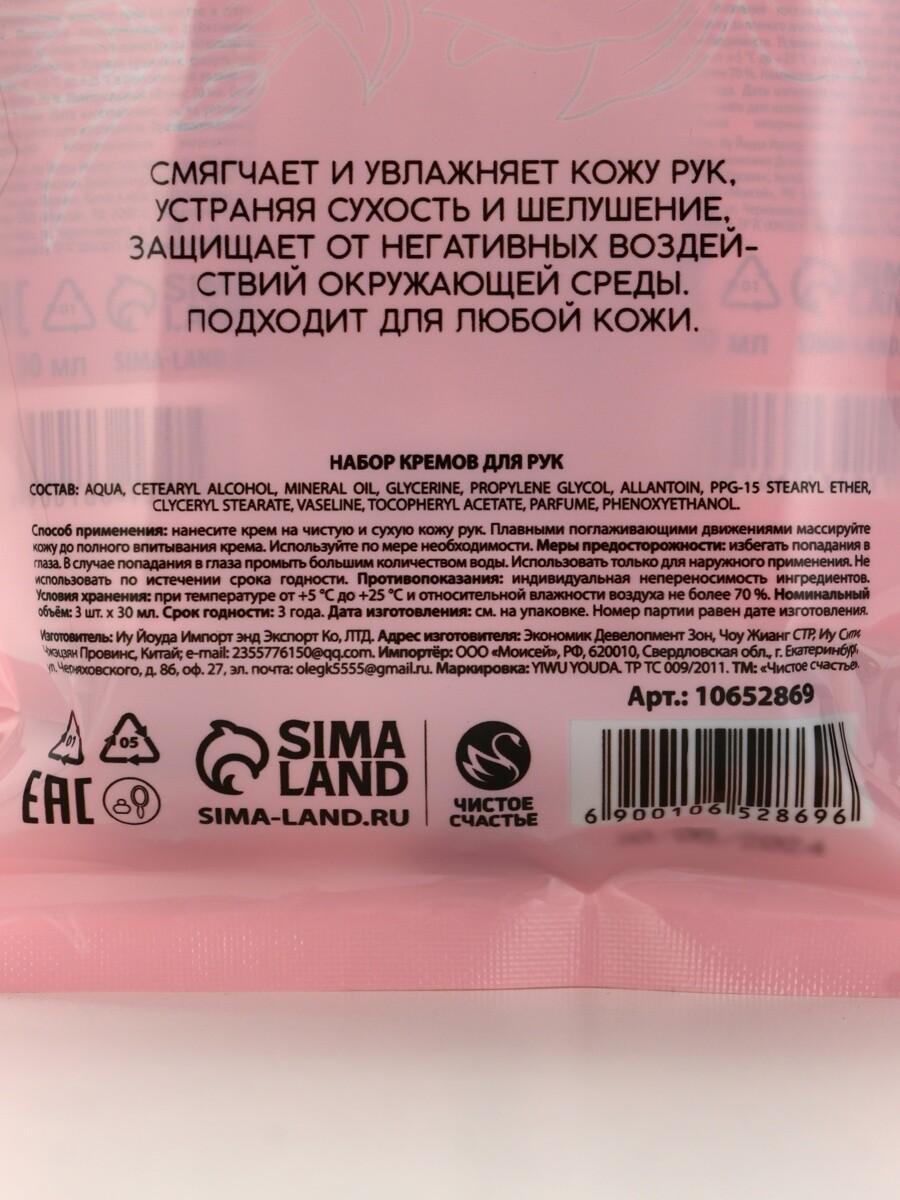 СМЯГЧАЕТ И УВЛАЖНЯЕТ КОЖУ РУК,
УСТРАНЯЯ СУХОСТЬ И ШЕЛУШЕНИЕ,
ЗАЩИЩАЕТ ОТ НЕГАТИВНЫХ ВОЗДЕЙ-
СТВИЙ ОКРУЖАЮЩЕЙ СРЕДЫ.
ПОДХОДИТ ДЛЯ ЛЮБОЙ КОЖИ.
НАБОР КРЕМОВ ДЛЯ РУК
СОСТАВ: AQUA, CETEARYL ALCOHOL, MINERAL OIL, GLYCERINE, PROPYLENE GLYCOL, ALLANTOIN, PPG-15 STEARYL ETHER,
GLYCERYL STEARATE, VASELINE, TOCOPHERYL ACETATE, PARFUME, PHENOXYETHANOL.
Способ применения: нанесите крем на чистую и сухую кожу рук. Плавными поглаживающими движениями массируйте
кожу до полного впитывания крема. Используйте по мере необходимости. Меры предосторожности: избегать попадания в
глаза. В случае попадания в глаза промыть большим количеством воды. Использовать только для наружного применения. Не
использовать по истечении срока годности. Противопоказания: индивидуальная непереносимость ингредиентов.
Условия хранения: при температуре от +5 °С до +25 °С и относительной влажности воздуха не более 70 %. Номинальный
объём: 3 шт. х 30 мл. Срок годности: 3 года. Дата изготовления: см. на упаковке. Номер партии равен дате изготовления.
Изготовитель: Иу Йоуда Импорт энд Экспорт Ко, ЛТД. Адрес изготовителя: Экономик Девелопмент Зон, Чоу Жианг СТР, Иу Сити,
Чжэцзян Провинс, Китай; e-mail: 2355776150@qq.com. Импортёр: ООО «Моисей», РФ, 620010, Свердловская обл., г. Екатеринбург,
ул. Черняховского, д. 86, оф. 27, эл. почта: olegk5555@gmail.ru. Маркировка: YIWU YOUDA. ТР ТС 009/2011. ТМ: «Чистое счастье».
Арт.: 10652869
01
05
EAC
SIMA
LAND
SIMA-LAND.RU
ЧИСТОЕ
СЧАСТЬЕ
6 900106 528696